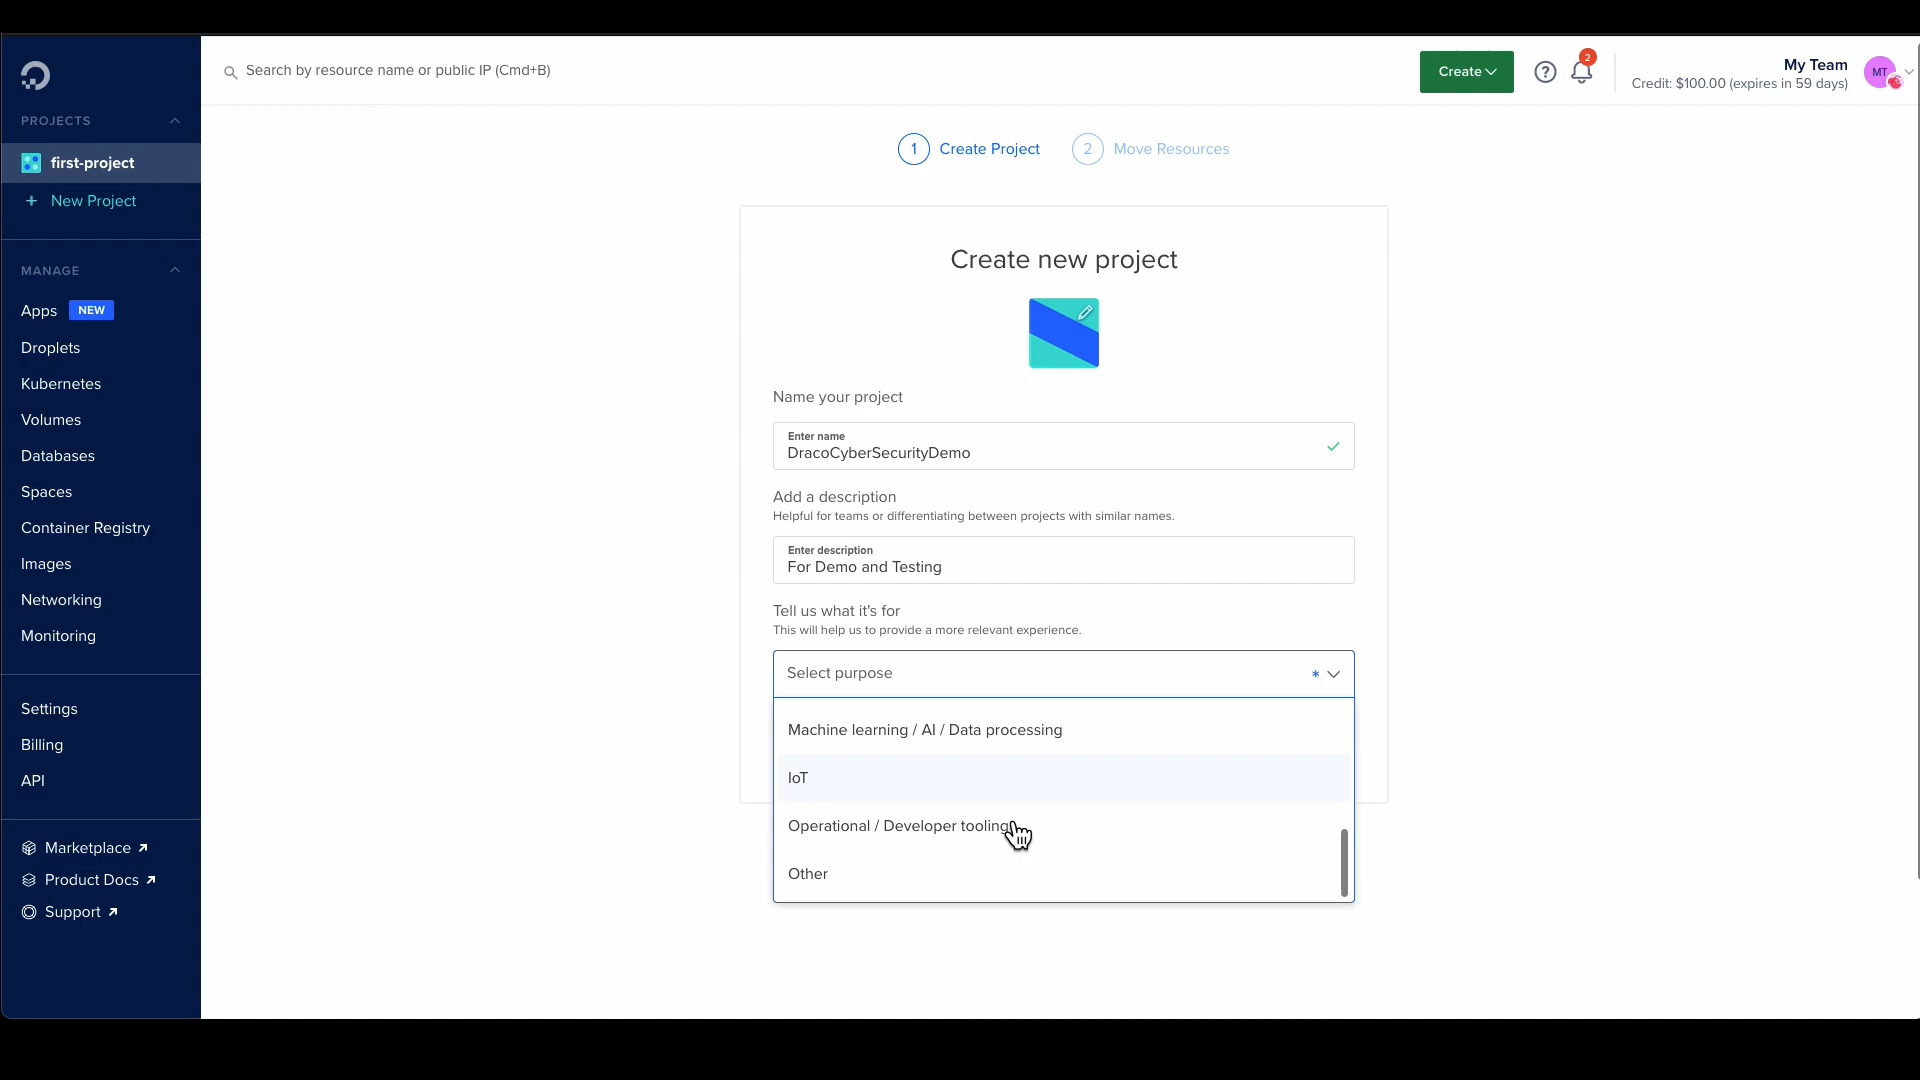 Search by resource name or public IP (Cmd+B)
Create
2
My Team
Credit: $100.00 (expires in 59 days)
MT
PROJECTS
first-project
+ New Project
MANAGE
Apps NEW
Droplets
Kubernetes
Volumes
Databases
Spaces
Container Registry
Images
Networking
Monitoring
Settings
Billing
API
Marketplace
Product Docs
Support
1 Create Project
2 Move Resources
Create new project
Name your project
Enter name
DracoCyberSecurityDemo
Add a description
Helpful for teams or differentiating between projects with similar names.
Enter description
For Demo and Testing
Tell us what it's for
This will help us to provide a more relevant experience.
Select purpose *
Machine learning / AI / Data processing
IoT
Operational / Developer tooling
Other